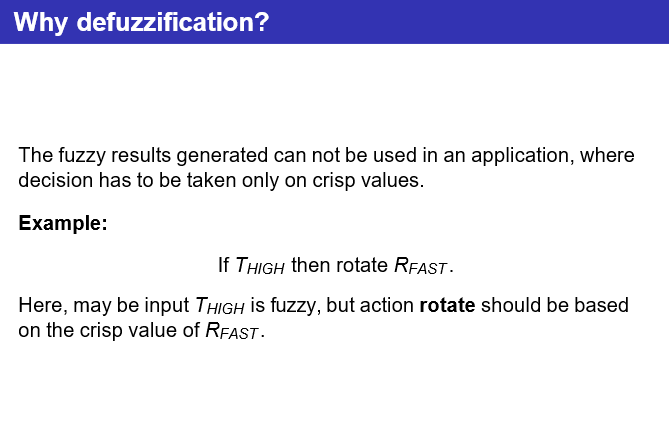 Why defuzzification?
The fuzzy results generated can not be used in an application, where
decision has to be taken only on crisp values.
Example:
If THIGH then rotate RFAST.
Here, may be input THIGH is fuzzy, but action rotate should be based
on the crisp value of RFAST.